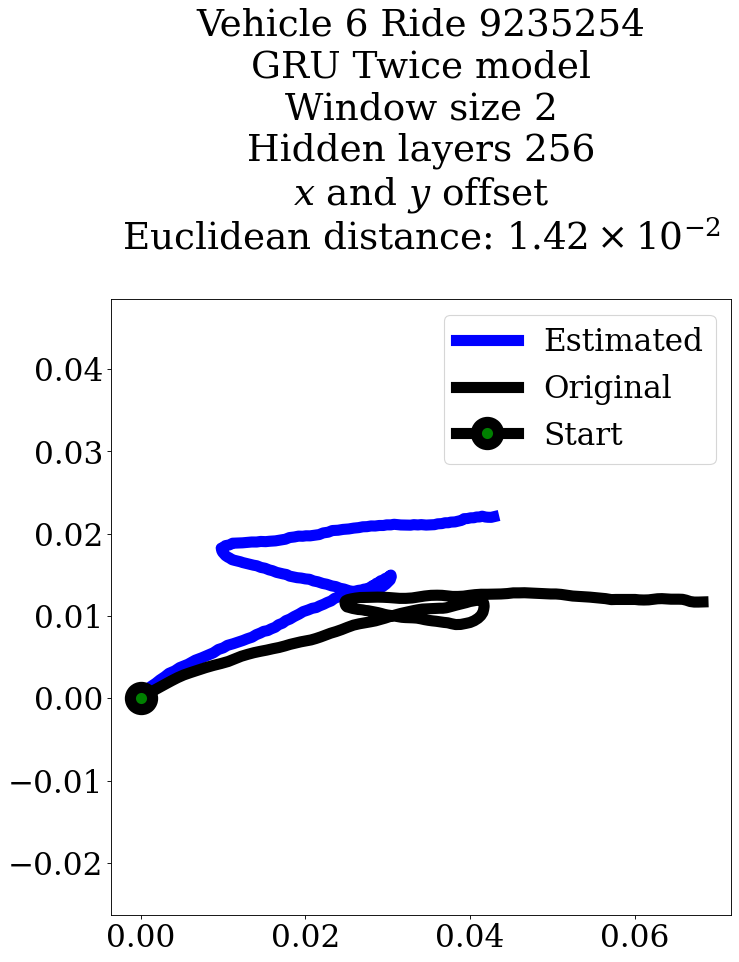 Vehicle 6 Ride 9235254
GRU Twice model
Window size 2
Hidden layers 256
x and y offset
Euclidean distance: 1.42 × 10⁻²
Estimated
Original
Start
0.04
0.03
0.02
0.01
0.00
−0.01
−0.02
0.00 0.02 0.04 0.06